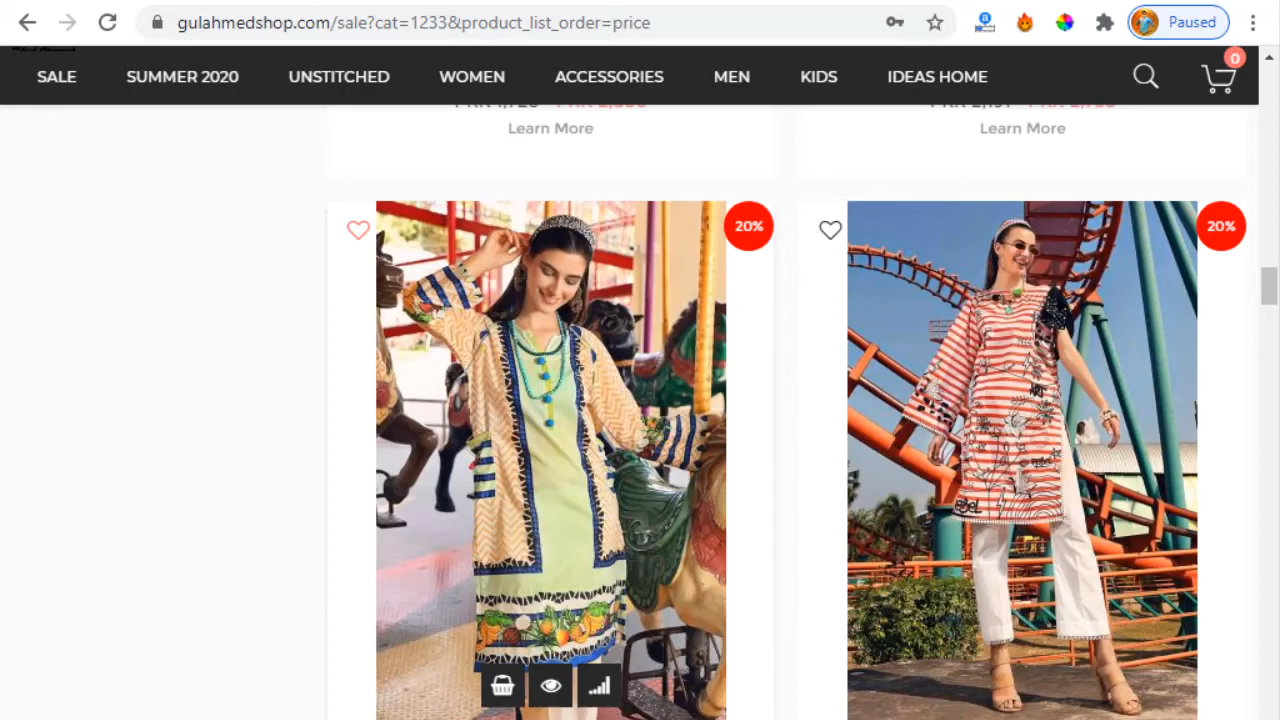 gulahmedshop.com/sale?cat=1233&product_list_order=price
Paused
SALE
SUMMER 2020
UNSTITCHED
WOMEN
ACCESSORIES
MEN
KIDS
IDEAS HOME
0
Learn More
Learn More
20%
20%